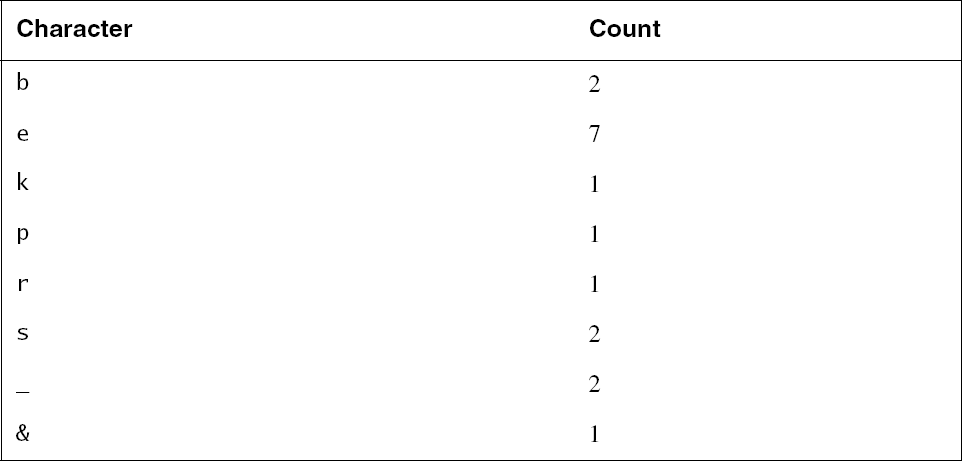 Character Count
b 2
e 7
k 1
p 1
r 1
s 2
_ 2
& 1